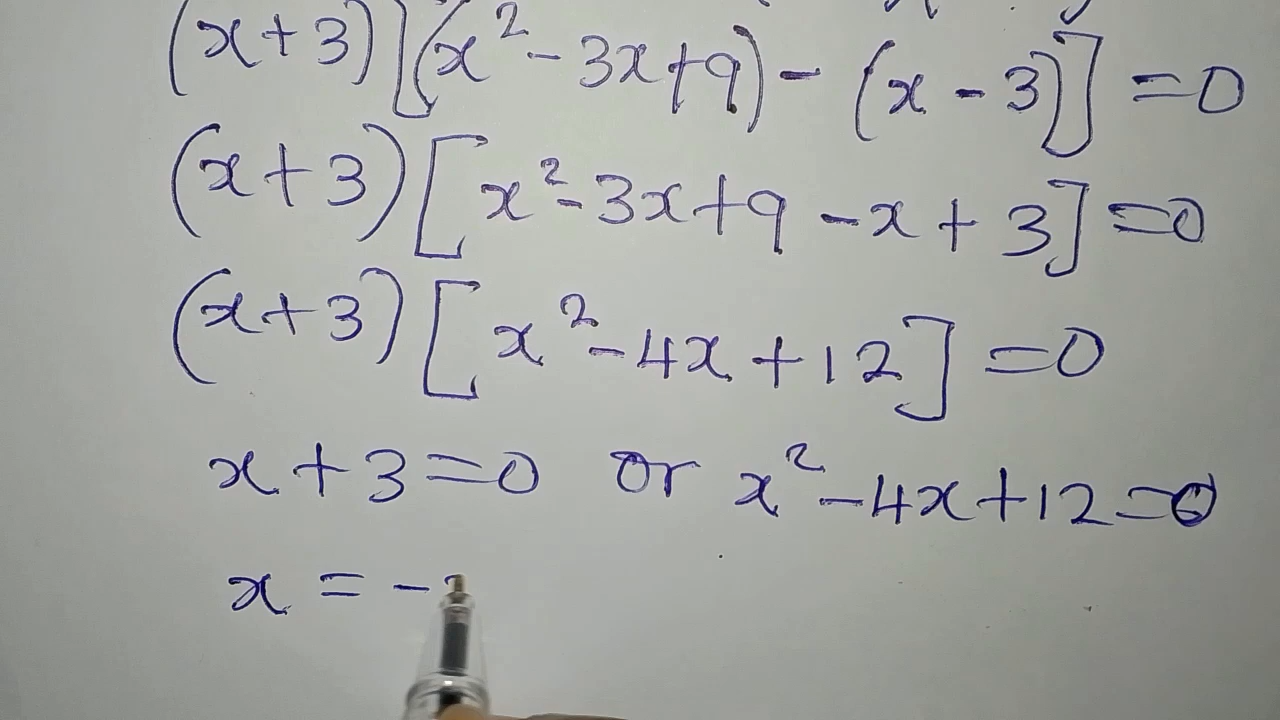 (x+3)[(x²-3x+9)-(x-3)]=0
(x+3)[x²-3x+9-x+3]=0
(x+3)[x²-4x+12]=0
x+3=0 or x²-4x+12=0
x=-